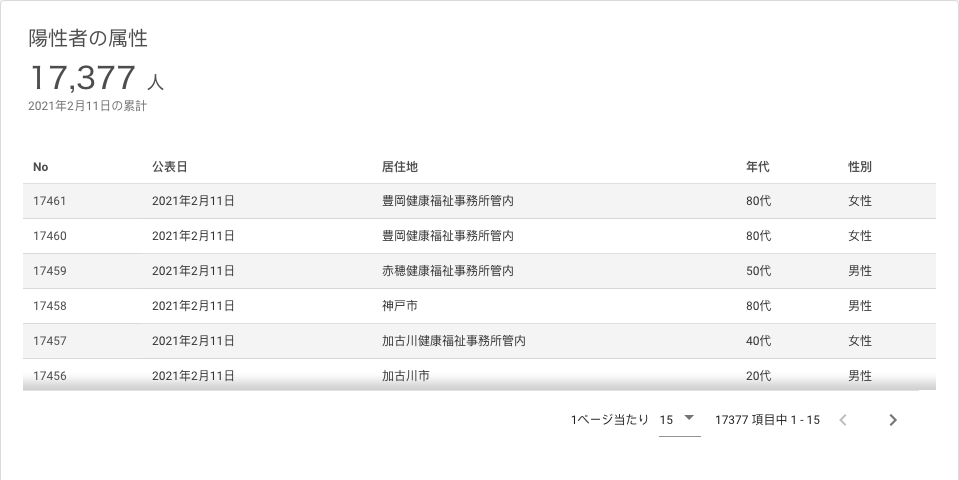 陽性者の属性
17,377 人
2021年2月11日の累計
No 公表日 居住地 年代 性別
17461 2021年2月11日 豊岡健康福祉事務所管内 80代 女性
17460 2021年2月11日 豊岡健康福祉事務所管内 80代 女性
17459 2021年2月11日 赤穂健康福祉事務所管内 50代 男性
17458 2021年2月11日 神戸市 80代 男性
17457 2021年2月11日 加古川健康福祉事務所管内 40代 女性
17456 2021年2月11日 加古川市 20代 男性
1ページ当たり 15 17377 項目中 1 - 15